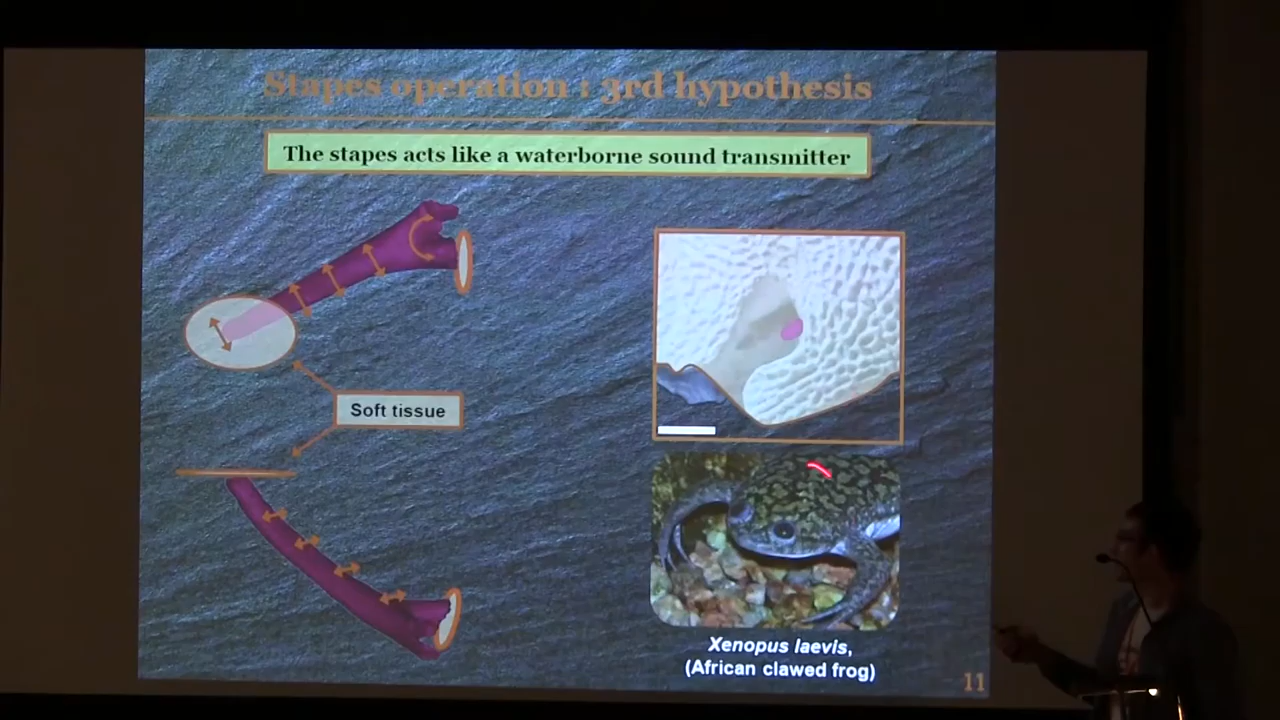 Stapes operation : 3rd hypothesis
The stapes acts like a waterborne sound transmitter
Soft tissue
Xenopus laevis,
(African clawed frog)
11